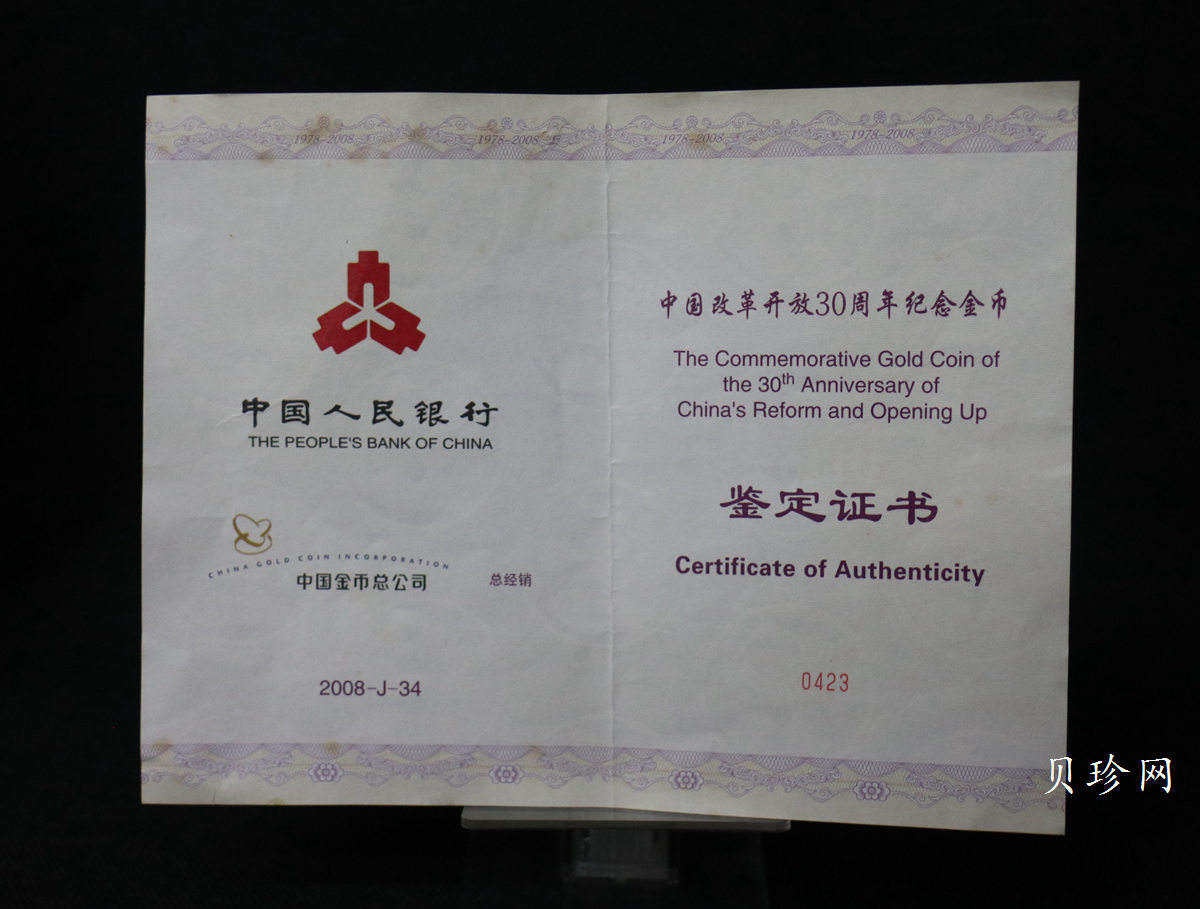 1978-2008 1978-2008 1978-2008 1978-2008
中国人民银行
THE PEOPLE'S BANK OF CHINA
CHINA GOLD COIN INCORPORATION
中国金币总公司 总经销
2008-J-34
中国改革开放30周年纪念金币
The Commemorative Gold Coin of
the 30th Anniversary of
China's Reform and Opening Up
鉴定证书
Certificate of Authenticity
0423
贝珍网